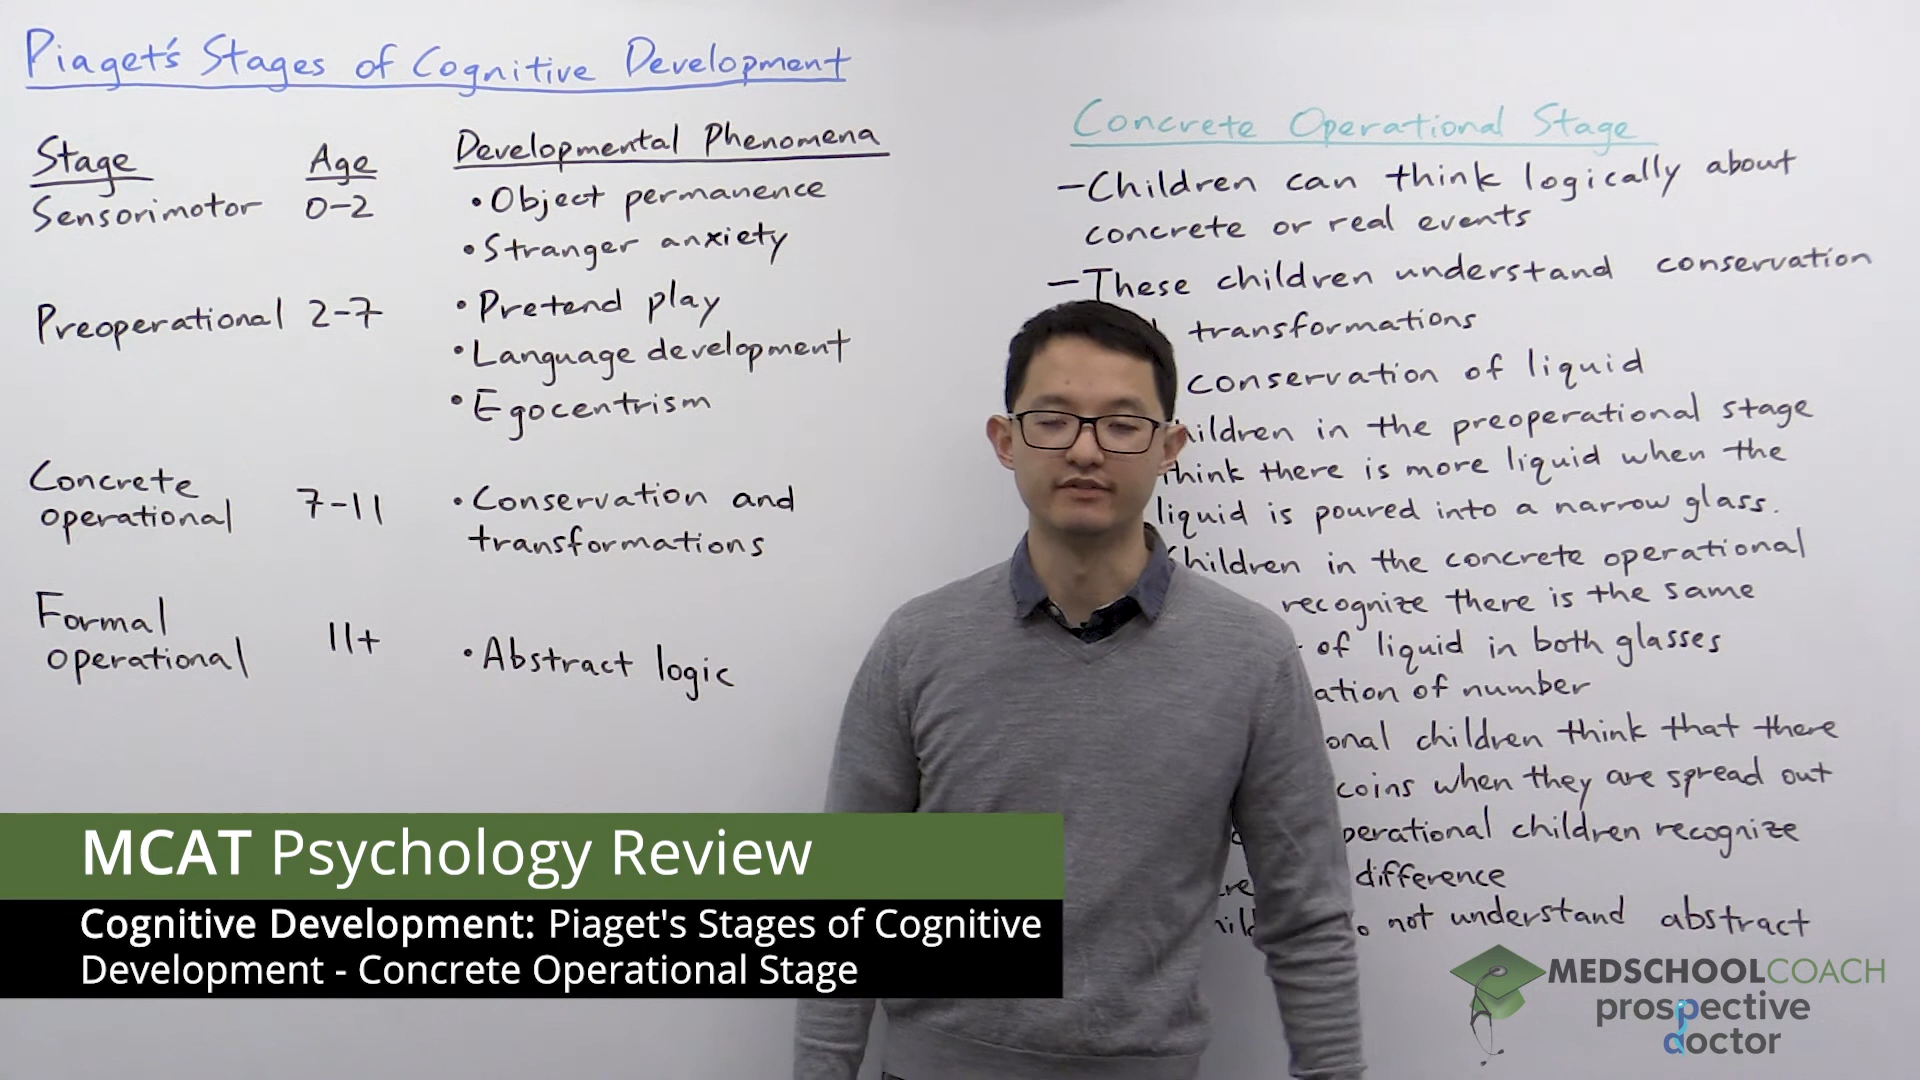 Piaget's Stages of Cognitive Development
Stage Age Developmental Phenomena
Sensorimotor 0-2 • Object permanence
• Stranger anxiety
Preoperational 2-7 • Pretend play
• Language development
• Egocentrism
Concrete operational 7-11 • Conservation and
transformations
Formal operational 11+ • Abstract logic
Concrete Operational Stage
- Children can think logically about
concrete or real events
- These children understand conservation
transformations
conservation of liquid
in the preoperational stage
think there is more liquid when the
liquid is poured into a narrow glass.
Children in the concrete operational
recognize there is the same
of liquid in both glasses
of number
children think that there
coins when they are spread out
children recognize
difference
not understand abstract
MCAT Psychology Review
Cognitive Development: Piaget's Stages of Cognitive
Development - Concrete Operational Stage
MEDSCHOOLCOACH
prospective
doctor